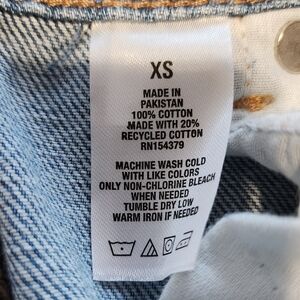 XS
MADE IN
PAKISTAN
100% COTTON
MADE WITH 20%
RECYCLED COTTON
RN154379
MACHINE WASH COLD
WITH LIKE COLORS
ONLY NON-CHLORINE BLEACH
WHEN NEEDED
TUMBLE DRY LOW
WARM IRON IF NEEDED